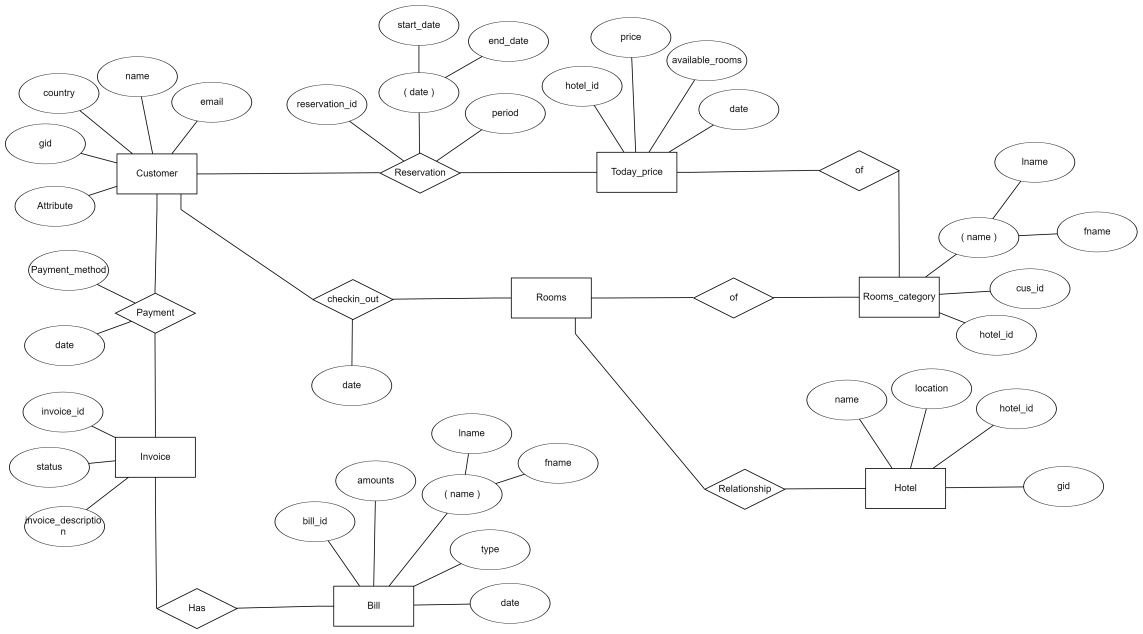 start_date
end_date
price
available_rooms
name
country
email
( date )
hotel_id
reservation_id
period
date
gid
Customer
Reservation
Today_price
of
lname
Attribute
( name )
fname
Payment_method
cus_id
checkin_out
Rooms
of
Rooms_category
Payment
hotel_id
date
date
name
location
hotel_id
invoice_id
lname
Invoice
status
fname
amounts
( name )
Relationship
Hotel
gid
invoice_descriptio
n
bill_id
type
Has
Bill
date